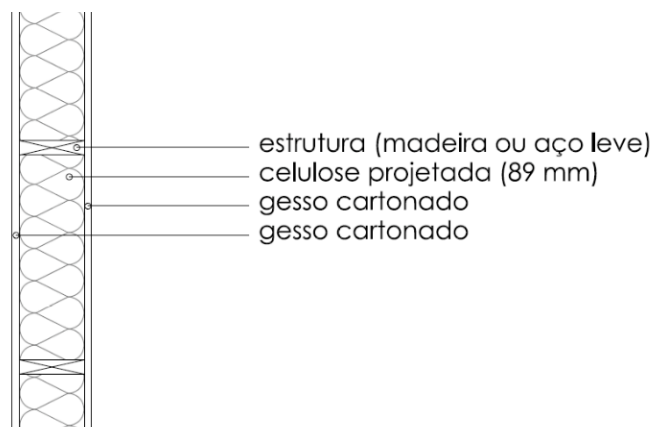 estrutura (madeira ou aço leve)
celulose projetada (89 mm)
gesso cartonado
gesso cartonado